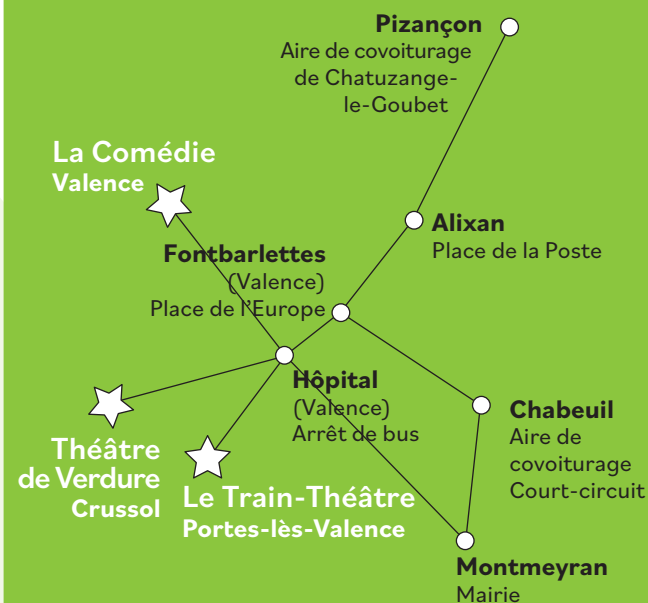 Pizançon
Aire de covoiturage
de Chatuzange-
le-Goubet
La Comédie
Valence
Alixan
Place de la Poste
Fontbarlettes
(Valence)
Place de l'Europe
Hôpital
(Valence)
Arrêt de bus
Chabeuil
Aire de
covoiturage
Court-circuit
Théâtre
de Verdure
Crussol
Le Train-Théâtre
Portes-lès-Valence
Montmeyran
Mairie